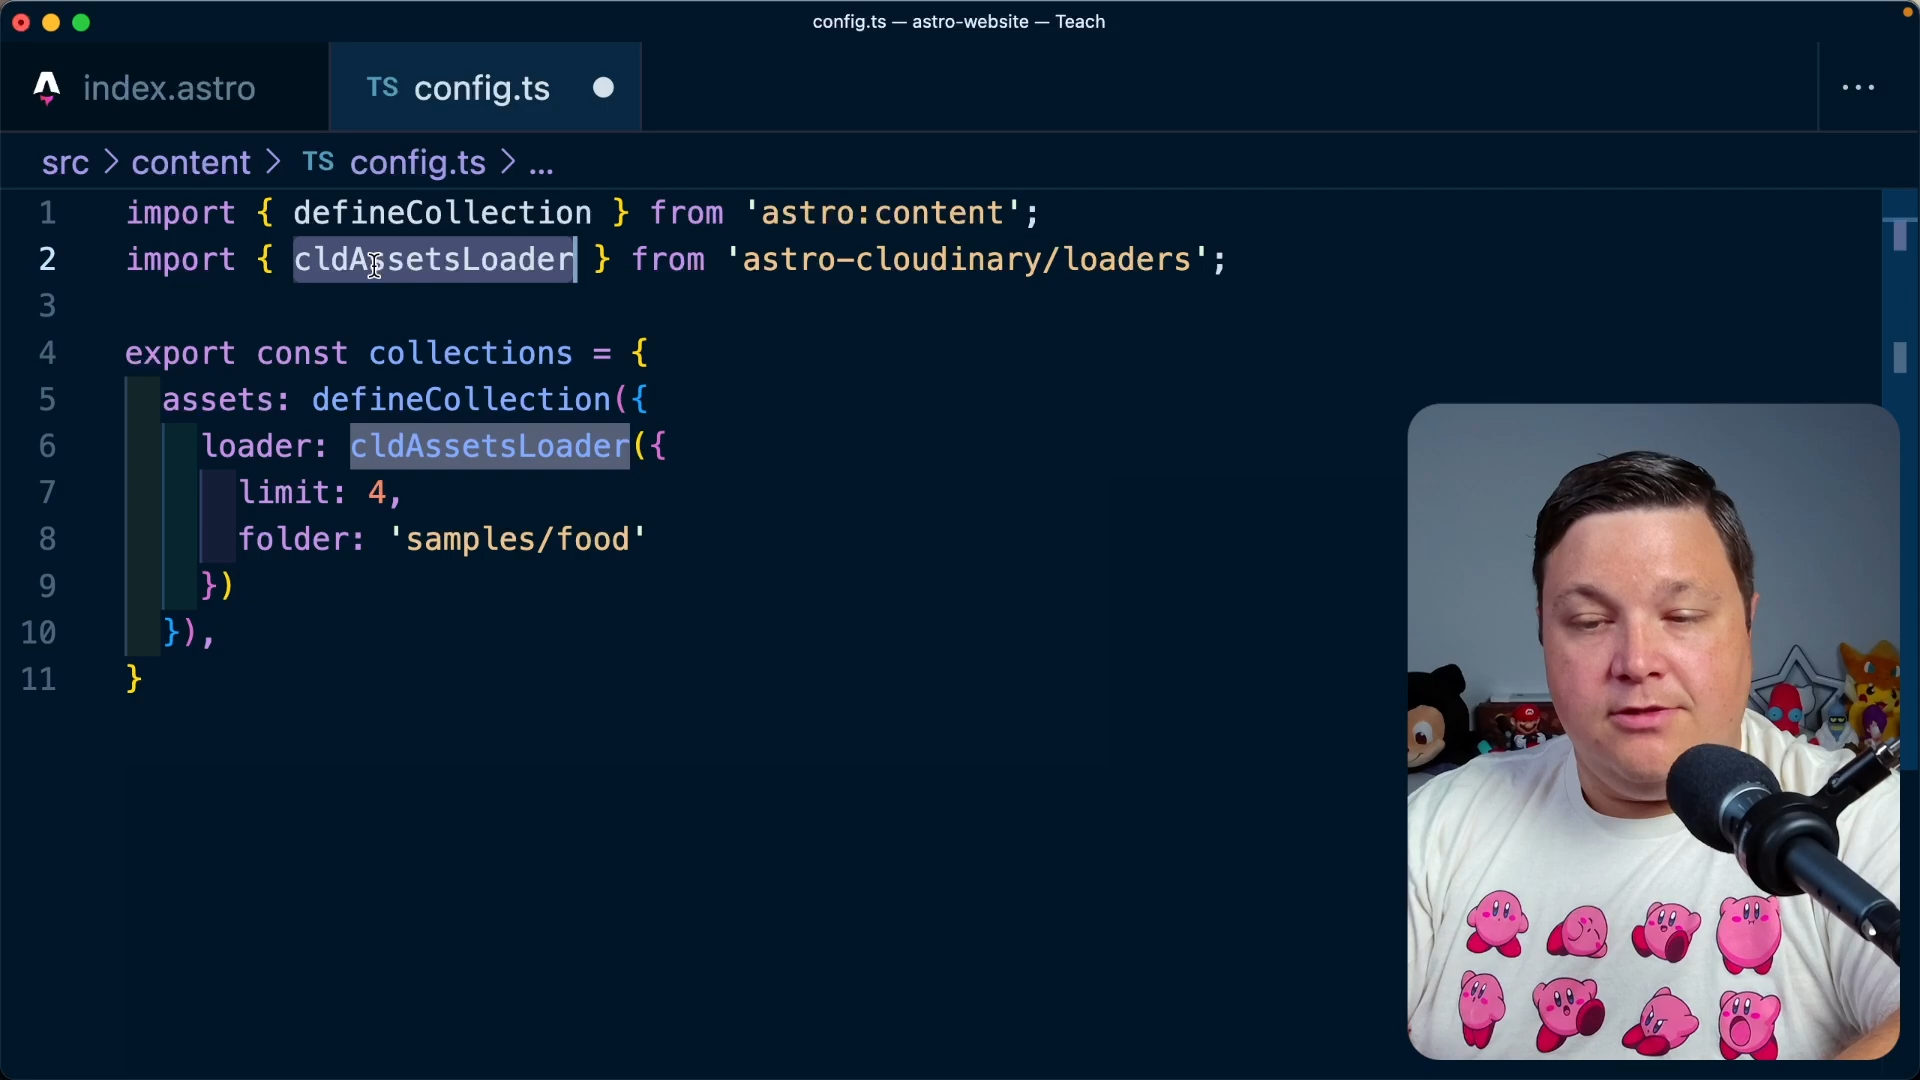 config.ts — astro-website — Teach
index.astro
TS config.ts
src > content > TS config.ts > ...
1 import { defineCollection } from 'astro:content';
2 import { cldAssetsLoader } from 'astro-cloudinary/loaders';
3
4 export const collections = {
5 assets: defineCollection({
6 loader: cldAssetsLoader({
7 limit: 4,
8 folder: 'samples/food'
9 })
10 }),
11 }